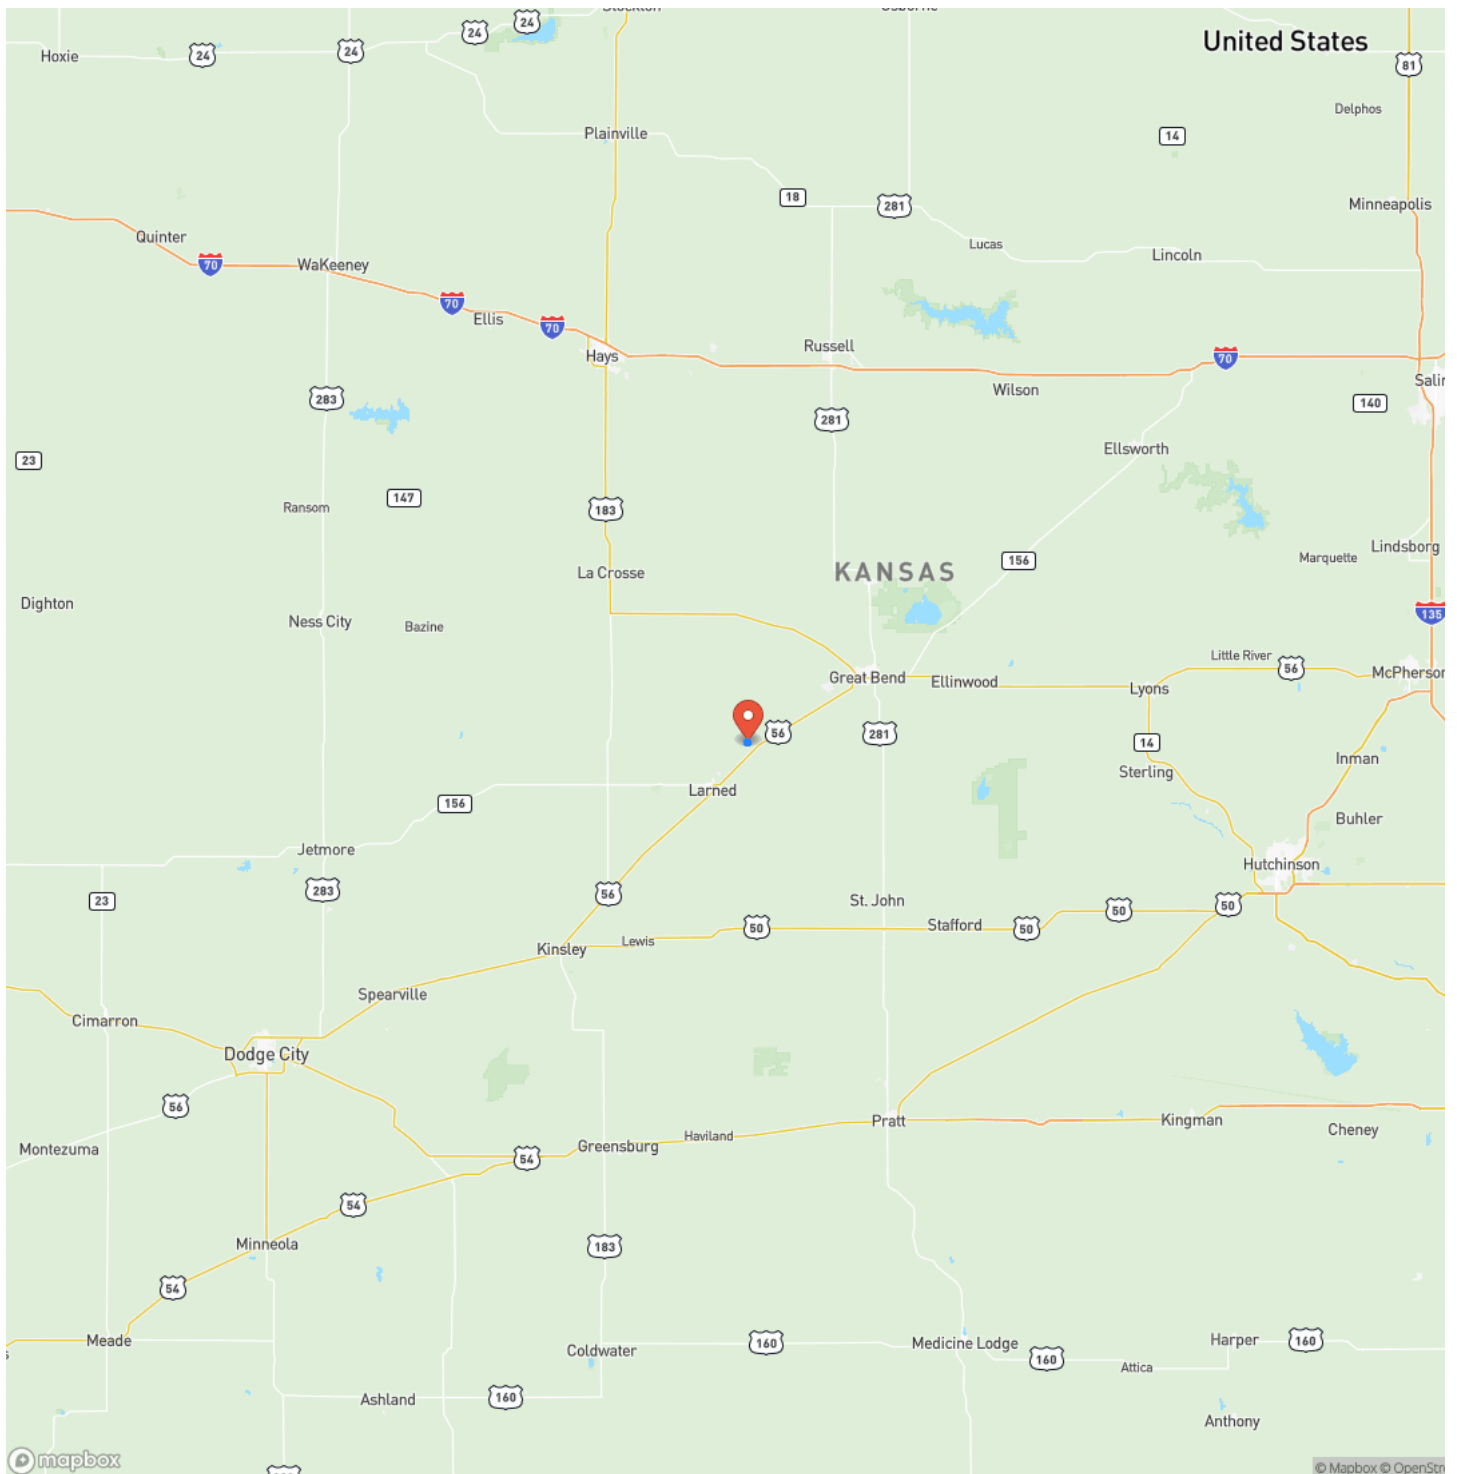 Stockton
Osborne
24
24
United States
Hoxie
24
24
81
Delphos
Plainville
14
18
281
Minneapolis
Quinter
Lucas
Lincoln
70
WaKeeney
70
Ellis
70
Russell
Hays
70
Salin
Wilson
283
140
281
Ellsworth
23
147
Ransom
183
Lindsborg
Marquette
156
La Crosse
KANSAS
Dighton
135
Ness City
Bazine
Little River
56
McPherson
Great Bend
Ellinwood
Lyons
56
281
14
Inman
Sterling
Larned
156
Buhler
Jetmore
Hutchinson
283
56
23
St. John
50
50
50
Stafford
50
Lewis
Kinsley
Spearville
Cimarron
Dodge City
56
Pratt
Kingman
Cheney
Haviland
Greensburg
Montezuma
54
54
Minneola
183
54
Meade
160
Medicine Lodge
Harper
160
s
Coldwater
160
Attica
Ashland
160
Anthony
mapbox
© Mapbox © OpenStre